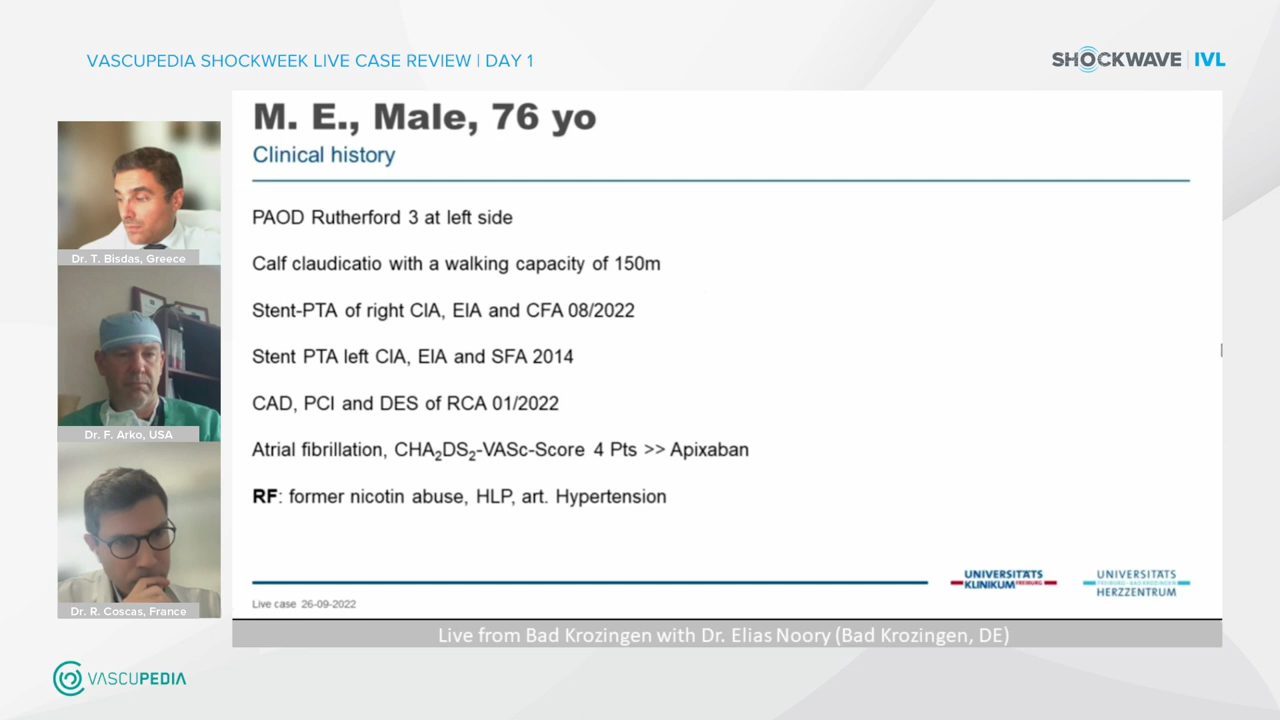 VASCUPEDIA SHOCKWEEK LIVE CASE REVIEW | DAY 1
SHOCKWAVE | IVL
M. E., Male, 76 yo
Clinical history
PAOD Rutherford 3 at left side
Calf claudicatio with a walking capacity of 150m
Stent-PTA of right CIA, EIA and CFA 08/2022
Stent PTA left CIA, EIA and SFA 2014
CAD, PCI and DES of RCA 01/2022
Atrial fibrillation, CHA₂DS₂-VASc-Score 4 Pts >> Apixaban
RF: former nicotin abuse, HLP, art. Hypertension
Dr. T. Bisdas, Greece
Dr. F. Arko, USA
Dr. R. Coscas, France
UNIVERSITÄTS
KLINIKUM FREIBURG
UNIVERSITÄTS
FREIBURG · BAD KROZINGEN
HERZZENTRUM
Live case 26-09-2022
Live from Bad Krozingen with Dr. Elias Noory (Bad Krozingen, DE)
VASCUPEDIA